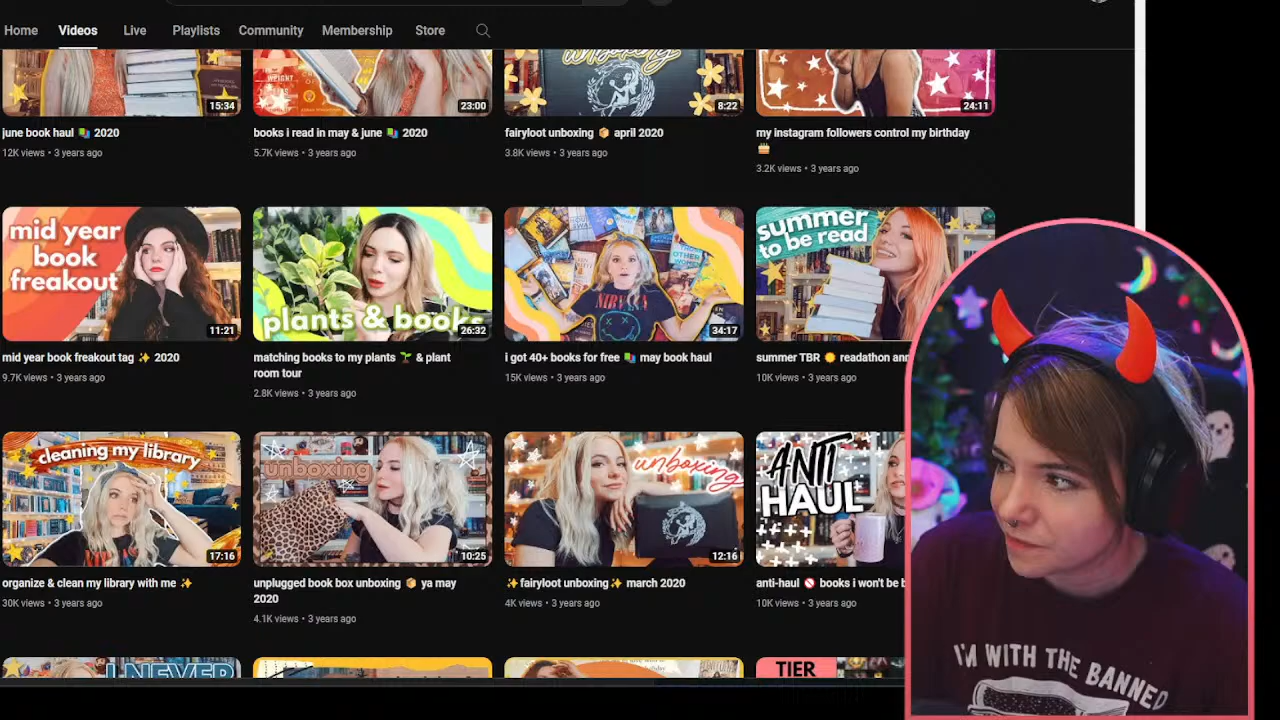 Home Videos Live Playlists Community Membership Store
WEIGHT
unboxing
15:34 23:00 8:22 24:11
june book haul 📚 2020
12K views • 3 years ago
books i read in may & june 📚 2020
5.7K views • 3 years ago
fairyloot unboxing 📦 april 2020
3.8K views • 3 years ago
my instagram followers control my birthday
🎂
3.2K views • 3 years ago
mid year
book
freakout
11:21
mid year book freakout tag ✨ 2020
9.7K views • 3 years ago
plants & books
26:32
matching books to my plants 🌱 & plant
room tour
2.8K views • 3 years ago
OTHER
WOMEN
NIRVANA
34:17
i got 40+ books for free 📚 may book haul
15K views • 3 years ago
summer
to be read
summer TBR 🌞 readathon
10K views • 3 years ago
cleaning my library
17:16
organize & clean my library with me ✨
30K views • 3 years ago
unboxing
10:25
unplugged book box unboxing 📦 ya may
2020
4.1K views • 3 years ago
unboxing
12:16
✨fairyloot unboxing✨ march 2020
4K views • 3 years ago
ANTI
HAUL
anti-haul 🚫 books i won't be
10K views • 3 years ago
I NEVER
TIER
I'M WITH THE BANNED